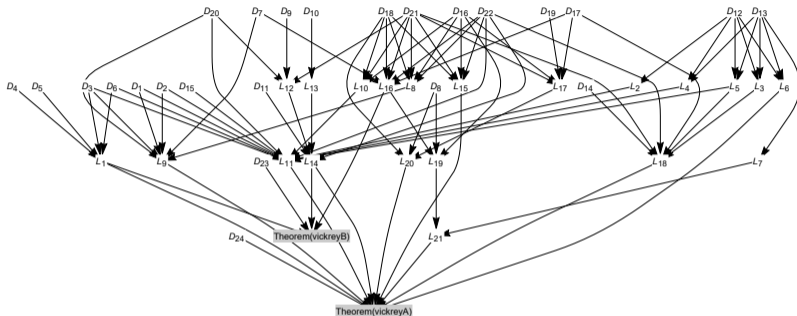 D20 D7 D9 D10 D18 D21 D16 D22 D19 D17 D12 D13
D4 D5 D3 D6 D1 D2 D15 D11 L12 L13 L10 L16 L8 D8 L15 L17 D14 L2 L4 L5 L3 L6
L1 L9 D23 L11 L14 L20 L19 L18 L7
D24 Theorem(vickreyB) L21
Theorem(vickreyA)